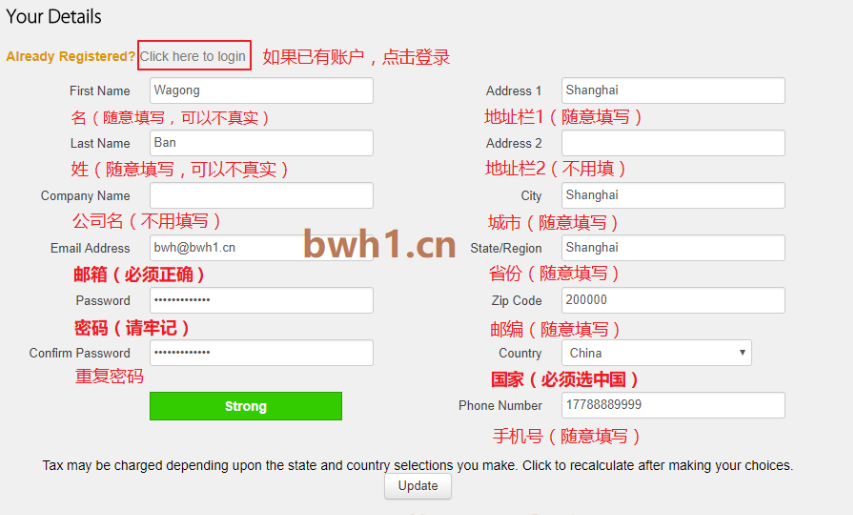 Your Details
Already Registered? Click here to login 如果已有账户，点击登录
First Name Wagong
名（随意填写，可以不真实）
Last Name Ban
姓（随意填写，可以不真实）
Company Name
公司名（不用填写）
Email Address bwh@bwh1.cn
邮箱（必须正确）
Password •••••••••••••
密码（请牢记）
Confirm Password •••••••••••••
重复密码
Strong
Address 1 Shanghai
地址栏1（随意填写）
Address 2
地址栏2（不用填）
City Shanghai
城市（随意填写）
State/Region Shanghai
省份（随意填写）
Zip Code 200000
邮编（随意填写）
Country China
国家（必须选中国）
Phone Number 17788889999
手机号（随意填写）
bwh1.cn
Tax may be charged depending upon the state and country selections you make. Click to recalculate after making your choices.
Update